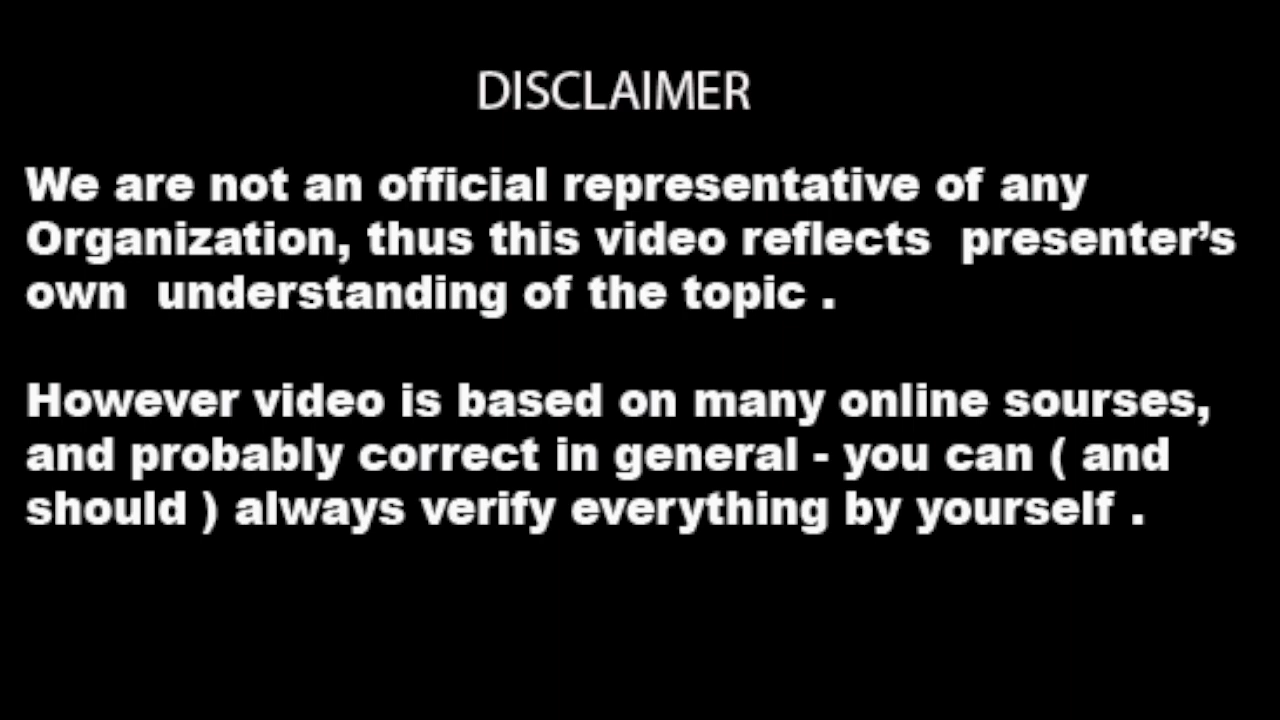 DISCLAIMER
We are not an official representative of any
Organization, thus this video reflects  presenter’s
own  understanding of the topic .
However video is based on many online sourses,
and probably correct in general - you can ( and
should ) always verify everything by yourself .